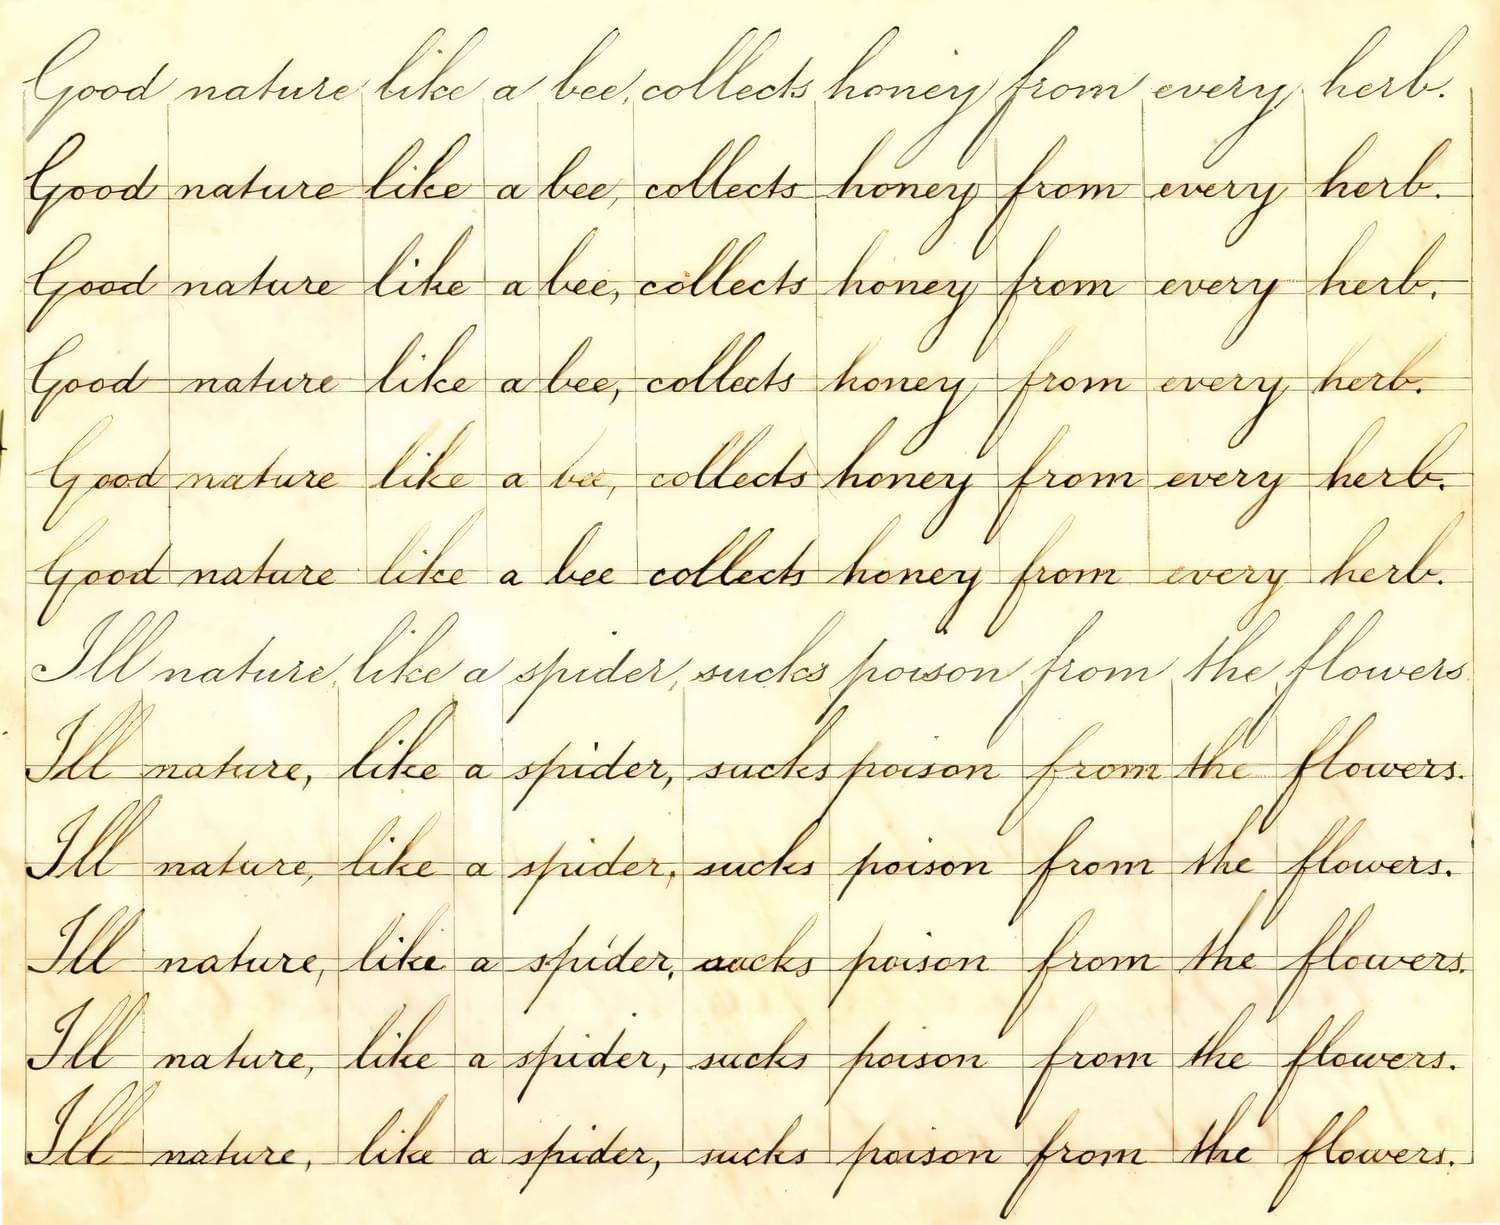 Good nature like a bee, collects honey from every herb.
Good nature like a bee, collects honey from every herb.
Good nature like a bee, collects honey from every herb.
Good nature like a bee, collects honey from every herb.
Good nature like a bee, collects honey from every herb.
Good nature like a bee collects honey from every herb.
Ill nature, like a spider, sucks poison from the flowers
Ill nature, like a spider, sucks poison from the flowers.
Ill nature, like a spider, sucks poison from the flowers.
Ill nature, like a spider, sucks poison from the flowers.
Ill nature, like a spider, sucks poison from the flowers.
Ill nature, like a spider, sucks poison from the flowers.